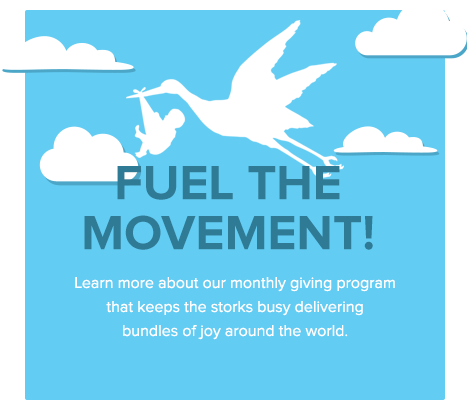 FUEL THE
MOVEMENT!
Learn more about our monthly giving program
that keeps the storks busy delivering
bundles of joy around the world.